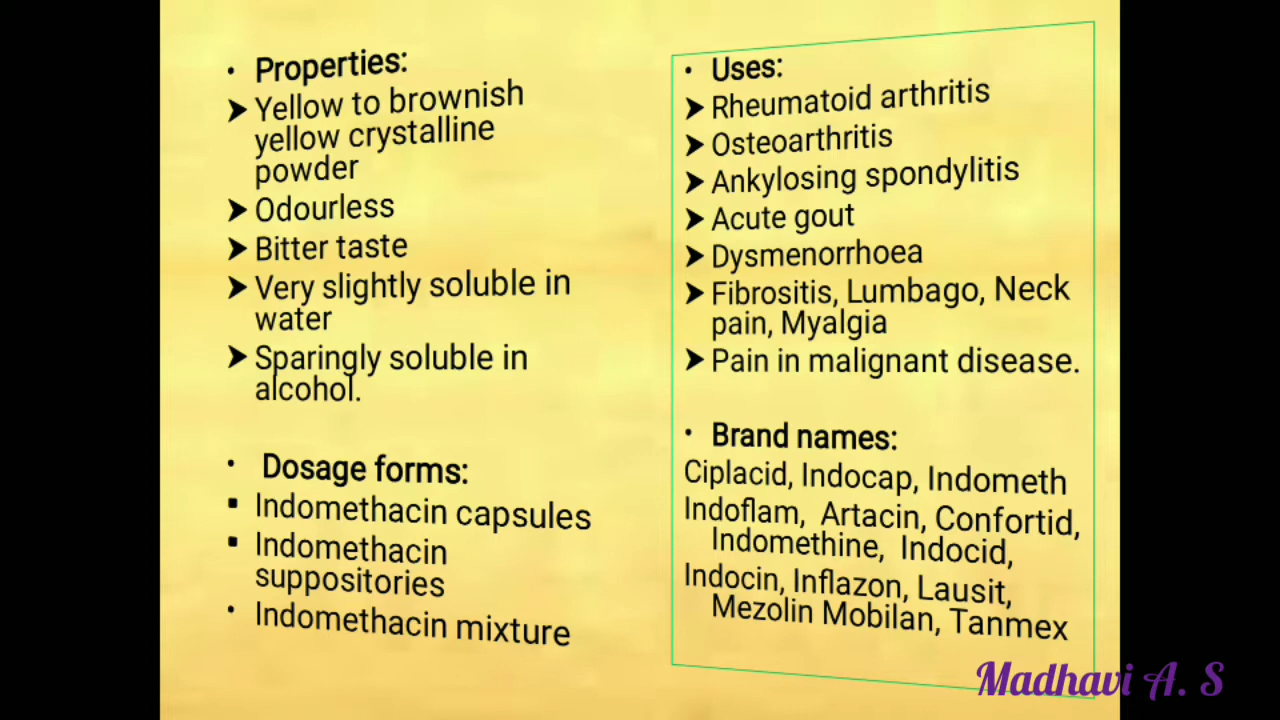 • Properties:
➤ Yellow to brownish
yellow crystalline
powder
➤ Odourless
➤ Bitter taste
➤ Very slightly soluble in
water
➤ Sparingly soluble in
alcohol.
• Dosage forms:
▪ Indomethacin capsules
▪ Indomethacin
suppositories
• Indomethacin mixture
• Uses:
➤ Rheumatoid arthritis
➤ Osteoarthritis
➤ Ankylosing spondylitis
➤ Acute gout
➤ Dysmenorrhoea
➤ Fibrositis, Lumbago, Neck
pain, Myalgia
➤ Pain in malignant disease.
• Brand names:
Ciplacid, Indocap, Indometh
Indoflam, Artacin, Confortid,
Indomethine, Indocid,
Indocin, Inflazon, Lausit,
Mezolin Mobilan, Tanmex
Madhavi A. S